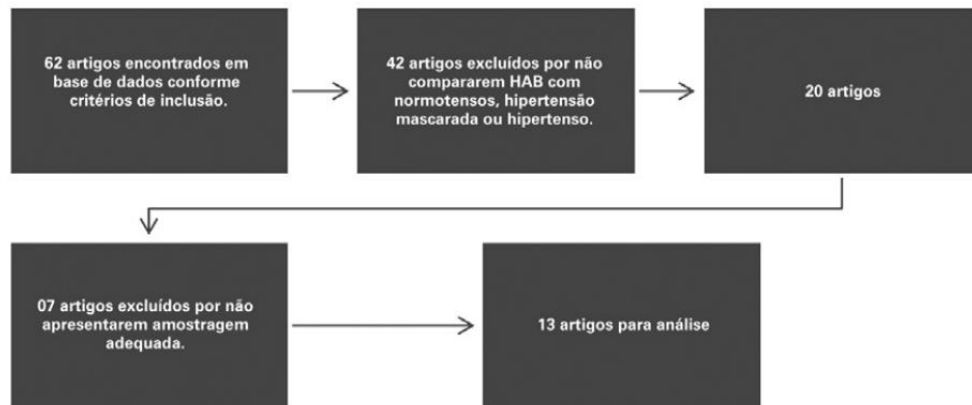 62 artigos encontrados em
base de dados conforme
critérios de inclusão.
42 artigos excluídos por não
compararem HAB com
normotensos, hipertensão
mascarada ou hipertenso.
20 artigos
07 artigos excluídos por não
apresentarem amostragem
adequada.
13 artigos para análise